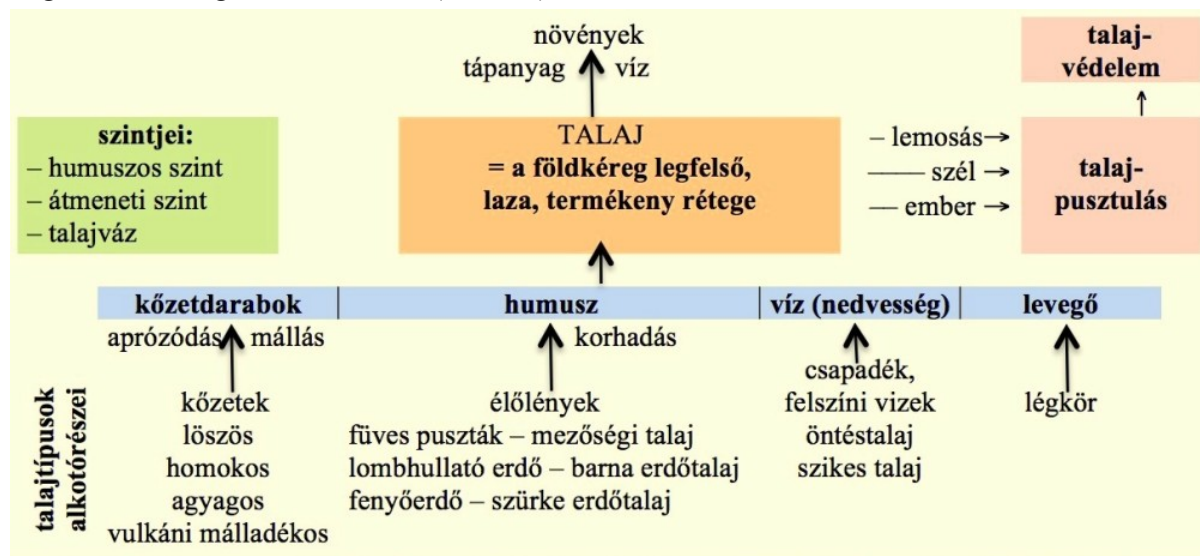 növények
tápanyag víz
talaj-
védelem
szintjei:
– humuszos szint
– átmeneti szint
– talajváz
TALAJ
= a földkéreg legfelső,
laza, termékeny rétege
– lemosás→
— szél →
— ember →
talaj-
pusztulás
kőzetdarabok
humusz
víz (nedvesség)
levegő
aprózódás mállás
korhadás
talajtípusok
alkotórészei
kőzetek
löszös
homokos
agyagos
vulkáni málladékos
élőlények
füves puszták – mezőségi talaj
lombhullató erdő – barna erdőtalaj
fenyőerdő – szürke erdőtalaj
csapadék,
felszíni vizek
öntéstalaj
szikes talaj
légkör